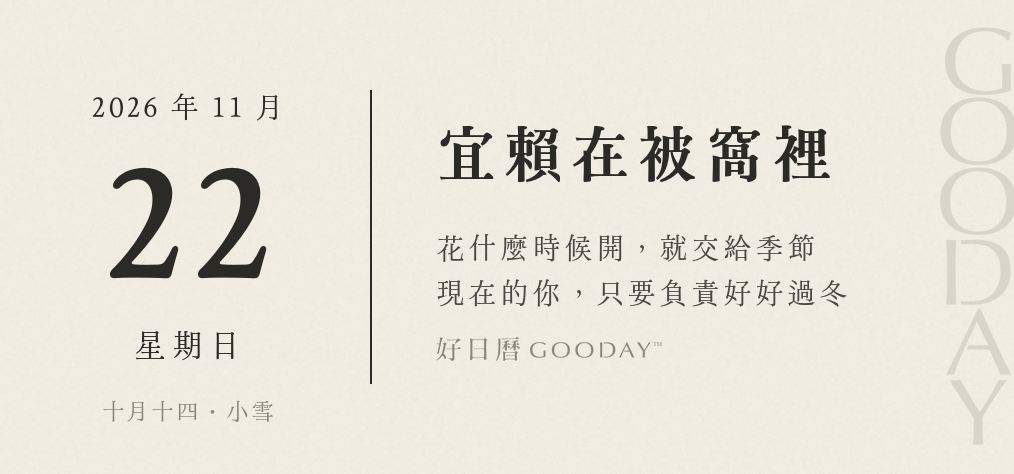 2026 年 11 月
22
星期日
十月十四・小雪
宜賴在被窩裡
花什麼時候開，就交給季節
現在的你，只要負責好好過冬
好日曆 GOODAY™
GOODAY